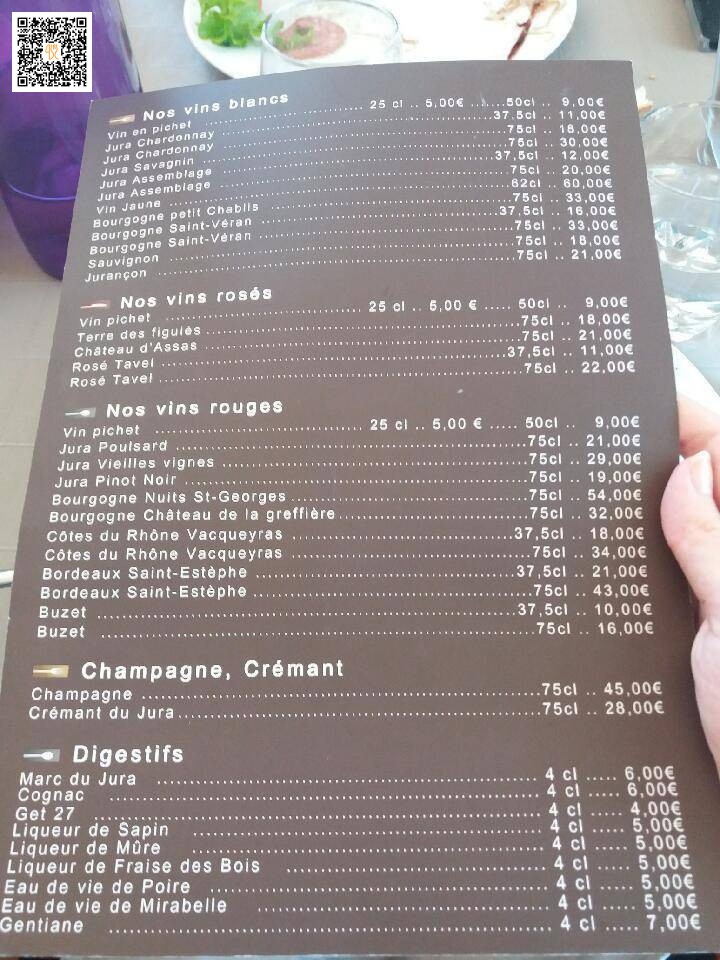 Nos vins blancs
Vin en pichet .......... 25 cl .. 5,00€ ........50cl .. 9,00€
Jura Chardonnay ..........37,5cl .. 11,00€
Jura Chardonnay ..........75cl .. 18,00€
Jura Savagnin ..........75cl .. 30,00€
Jura Assemblage ..........37,5cl .. 12,00€
Jura Assemblage ..........75cl .. 20,00€
Vin Jaune ..........62cl .. 60,00€
Bourgogne petit Chablis ..........75cl .. 33,00€
Bourgogne Saint-Véran ..........37,5cl .. 16,00€
Bourgogne Saint-Véran ..........75cl .. 33,00€
Sauvignon ..........75cl .. 18,00€
Jurançon ..........75cl .. 21,00€
Nos vins rosés
Vin pichet .......... 25 cl .. 5,00 € ..... 50cl .. 9,00€
Terre des figulès ..........75cl .. 18,00€
Château d'Assas ..........75cl .. 21,00€
Rosé Tavel ..........37,5cl .. 11,00€
Rosé Tavel ..........75cl .. 22,00€
Nos vins rouges
Vin pichet .......... 25 cl .. 5,00 € ..... 50cl .. 9,00€
Jura Poulsard ..........75cl .. 21,00€
Jura Vieilles vignes ..........75cl .. 29,00€
Jura Pinot Noir ..........75cl .. 19,00€
Bourgogne Nuits St-Georges ..........75cl .. 54,00€
Bourgogne Château de la greffière ..........75cl .. 32,00€
Côtes du Rhône Vacqueyras ..........37,5cl .. 18,00€
Côtes du Rhône Vacqueyras ..........75cl .. 34,00€
Bordeaux Saint-Estèphe ..........37,5cl .. 21,00€
Bordeaux Saint-Estèphe ..........75cl .. 43,00€
Buzet ..........37,5cl .. 10,00€
Buzet ..........75cl .. 16,00€
Champagne, Crémant
Champagne ..........75cl .. 45,00€
Crémant du Jura ..........75cl .. 28,00€
Digestifs
Marc du Jura .......... 4 cl ..... 6,00€
Cognac .......... 4 cl ..... 6,00€
Get 27 .......... 4 cl ..... 4,00€
Liqueur de Sapin .......... 4 cl ..... 5,00€
Liqueur de Mûre .......... 4 cl ..... 5,00€
Liqueur de Fraise des Bois .......... 4 cl ..... 5,00€
Eau de vie de Poire .......... 4 cl ..... 5,00€
Eau de vie de Mirabelle .......... 4 cl ..... 5,00€
Gentiane .......... 4 cl ..... 7,00€